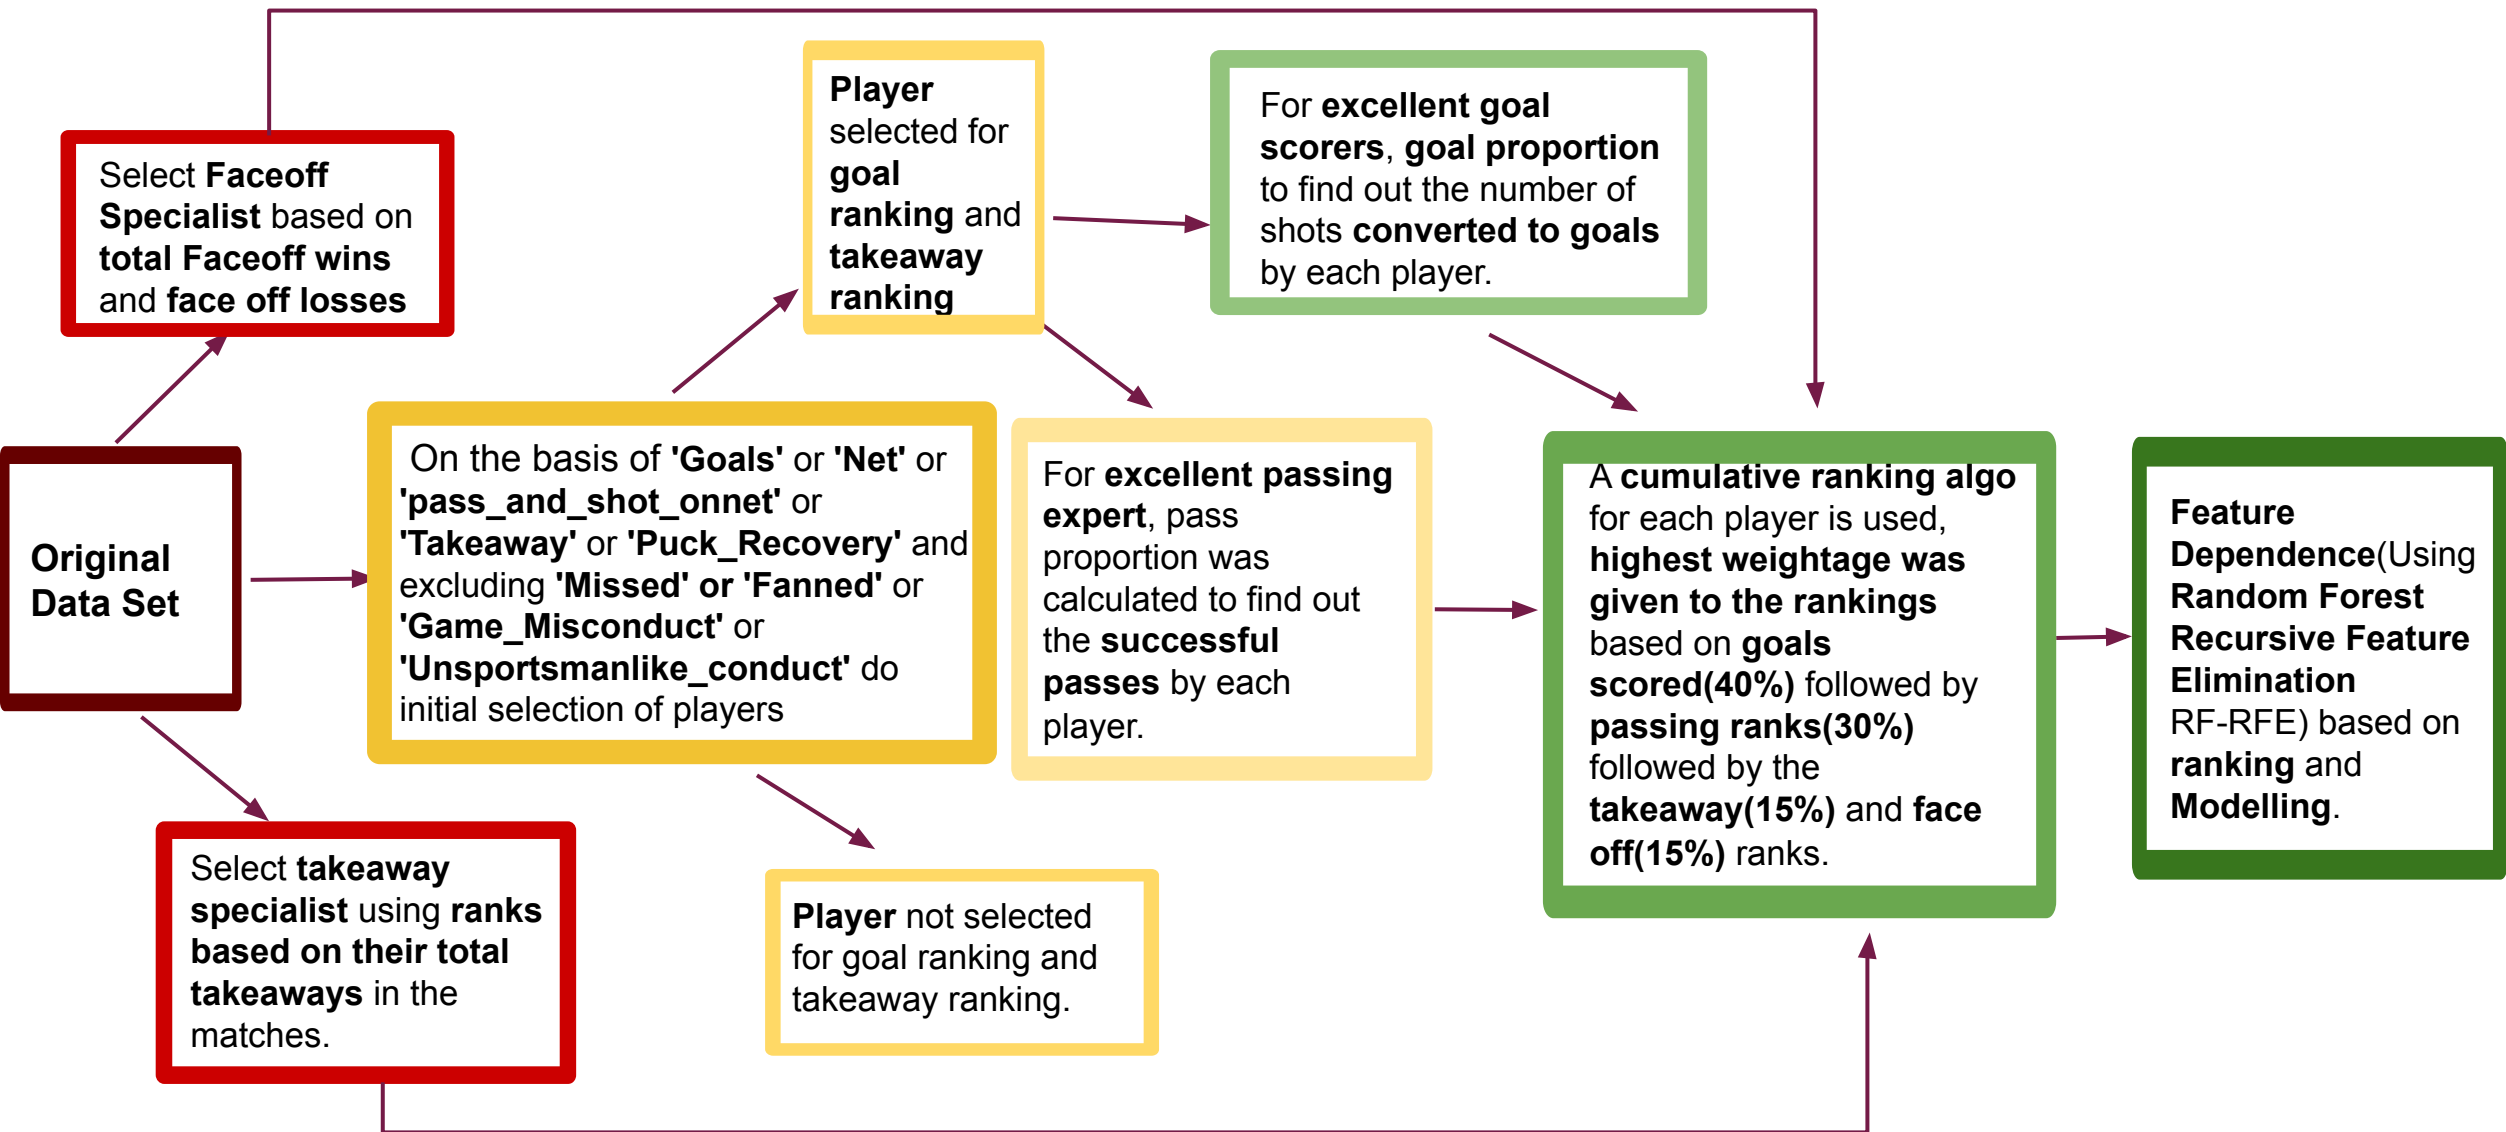 Original
Data Set
Select Faceoff
Specialist based on
total Faceoff wins
and face off losses
On the basis of 'Goals' or 'Net' or
'pass_and_shot_onnet' or
'Takeaway' or 'Puck_Recovery' and
excluding 'Missed' or 'Fanned' or
'Game_Misconduct' or
'Unsportsmanlike_conduct' do
initial selection of players
Select takeaway
specialist using ranks
based on their total
takeaways in the
matches.
Player
selected for
goal
ranking and
takeaway
ranking
Player not selected
for goal ranking and
takeaway ranking.
For excellent goal
scorers, goal proportion
to find out the number of
shots converted to goals
by each player.
For excellent passing
expert, pass
proportion was
calculated to find out
the successful
passes by each
player.
A cumulative ranking algo
for each player is used,
highest weightage was
given to the rankings
based on goals
scored(40%) followed by
passing ranks(30%)
followed by the
takeaway(15%) and face
off(15%) ranks.
Feature
Dependence(Using
Random Forest
Recursive Feature
Elimination
RF-RFE) based on
ranking and
Modelling.